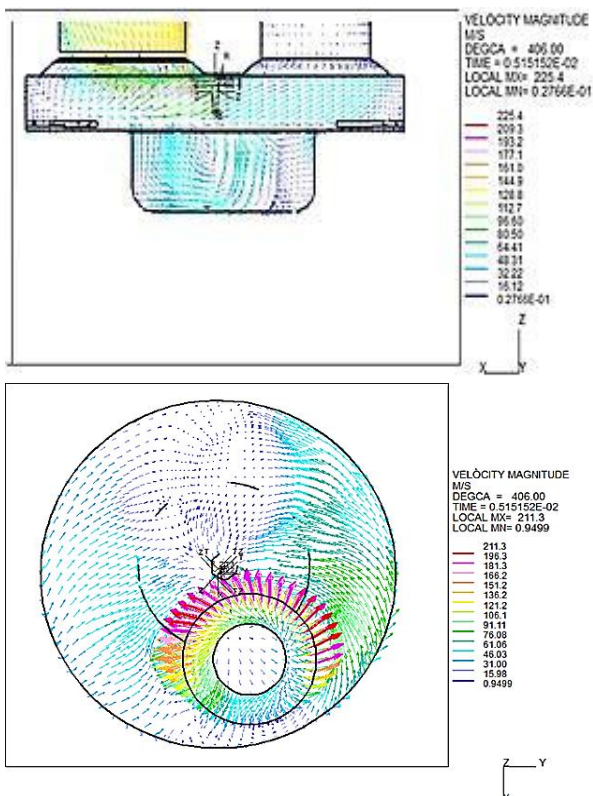 VELOCITY MAGNITUDE
M/S
DEGCA = 406.00
TIME = 0.515152E-02
LOCAL MX= 225.4
LOCAL MN= 0.2766E-01
225.4
209.3
193.2
177.1
161.0
144.9
128.8
112.7
96.60
80.50
64.41
48.31
32.22
16.12
0.2766E-01
Z
X Y
VELOCITY MAGNITUDE
M/S
DEGCA = 406.00
TIME = 0.515152E-02
LOCAL MX= 211.3
LOCAL MN= 0.9499
211.3
196.3
181.3
166.2
151.2
136.2
121.2
106.1
91.11
76.08
61.06
46.03
31.00
15.98
0.9499
Z Y